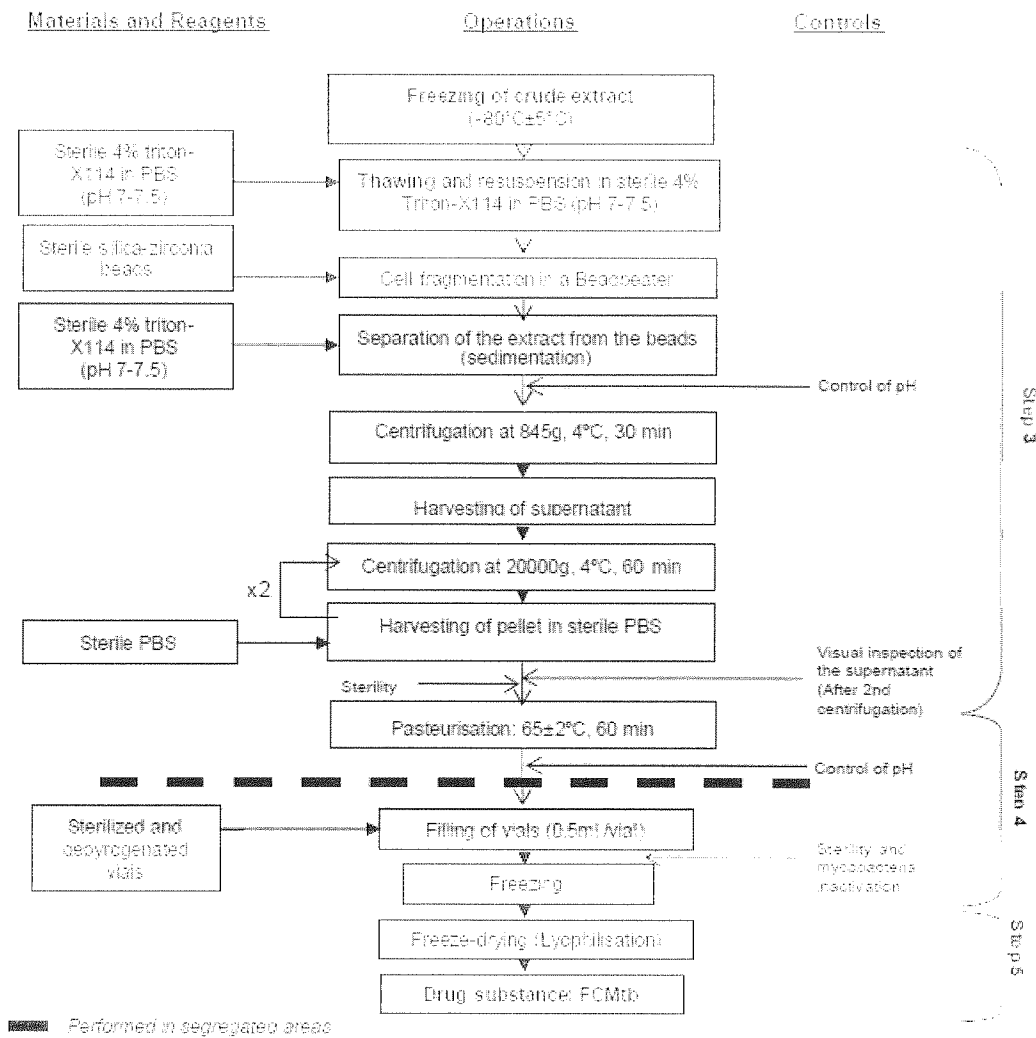 Materials and Reagents
Operations
Controls
Freezing of crude extract
(-80°C±5°C)
Sterile 4% triton-
X114 in PBS
(pH 7-7.5)
Thawing and resuspension in sterile 4%
Triton-X114 in PBS (pH 7-7.5)
Sterile silica-zirconia
beads
Cell fragmentation in a Beadbeater
Sterile 4% triton-
X114 in PBS
(pH 7-7.5)
Separation of the extract from the beads
(sedimentation)
Control of pH
Step 3
Centrifugation at 845g, 4°C, 30 min
Harvesting of supernatant
Centrifugation at 20000g, 4°C, 60 min
x2
Harvesting of pellet in sterile PBS
Sterile PBS
Visual inspection of
the supernatant
(After 2nd
centrifugation)
Sterility
Pasteurisation: 65±2°C, 60 min
Control of pH
Step 4
Sterilized and
depyrogenated
vials
Filling of vials (0.5mL/vial)
Sterility and
mycobacteria
inactivation
Freezing
Freeze-drying (Lyophilisation)
Step 5
Drug substance: FCMtb
Performed in segregated areas